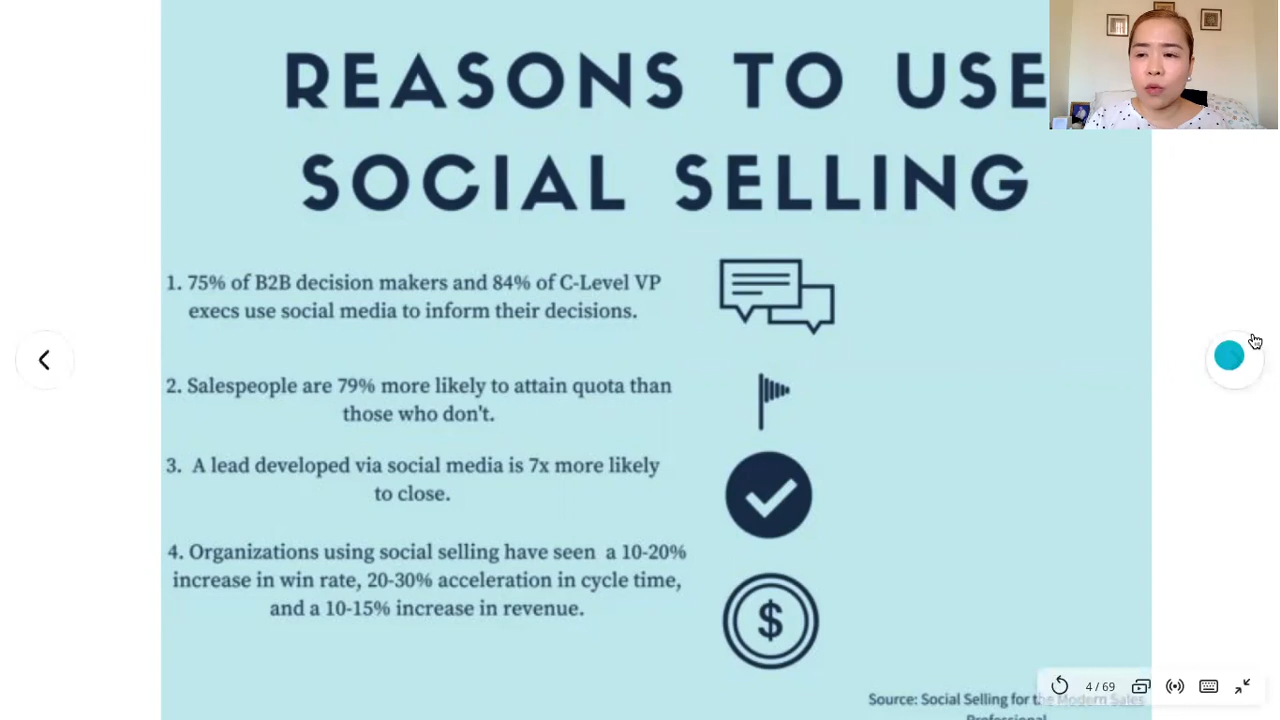 REASONS TO USE
SOCIAL SELLING
1. 75% of B2B decision makers and 84% of C-Level VP
execs use social media to inform their decisions.
2. Salespeople are 79% more likely to attain quota than
those who don't.
3. A lead developed via social media is 7x more likely
to close.
4. Organizations using social selling have seen a 10-20%
increase in win rate, 20-30% acceleration in cycle time,
and a 10-15% increase in revenue.
$
Source: Social Selling for the Modern Sales
Professional
4 / 69